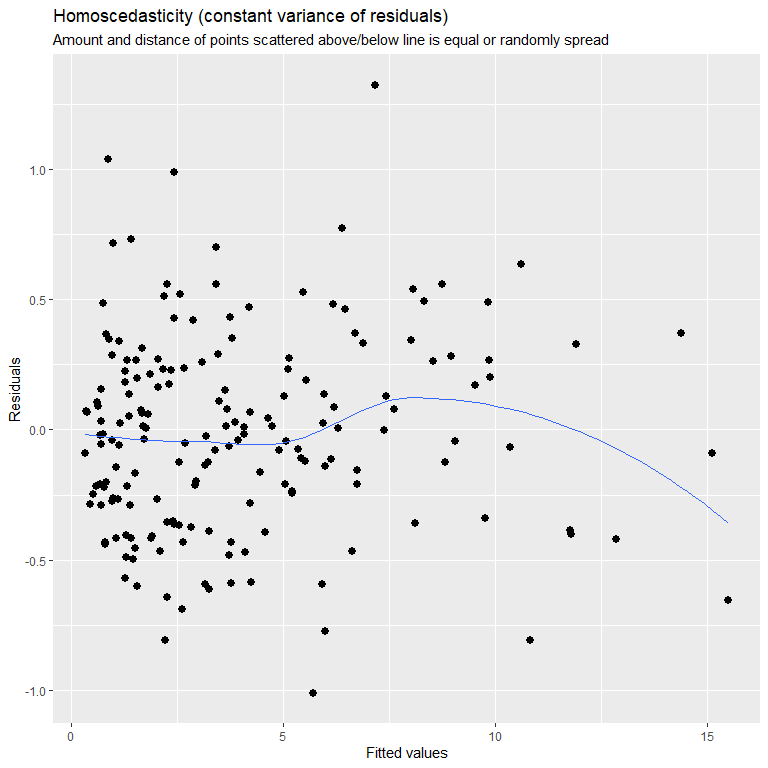 Homoscedasticity (constant variance of residuals)
Amount and distance of points scattered above/below line is equal or randomly spread
1.0
0.5
0.0
-0.5
-1.0
Residuals
0 5 10 15
Fitted values